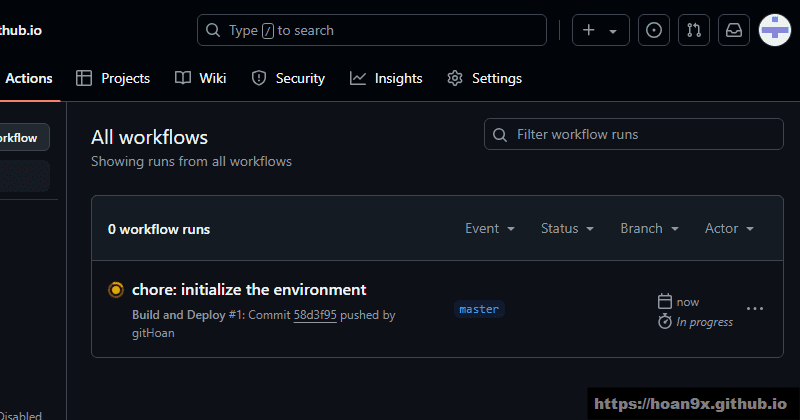 thub.io
Type / to search
Actions Projects Wiki Security Insights Settings
orkflow
All workflows
Filter workflow runs
Showing runs from all workflows
0 workflow runs
Event Status Branch Actor
chore: initialize the environment
Build and Deploy #1: Commit 58d3f95 pushed by
gitHoan
master
now
In progress
Disabled
https://hoan9x.github.io